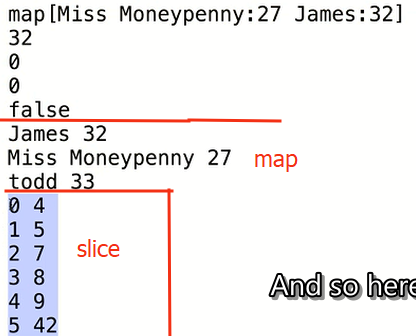 map[Miss Moneypenny:27 James:32]
32
0
0
false
James 32
Miss Moneypenny 27
map
todd 33
0 4
1 5
2 7
slice
3 8
4 9
5 42
And so here